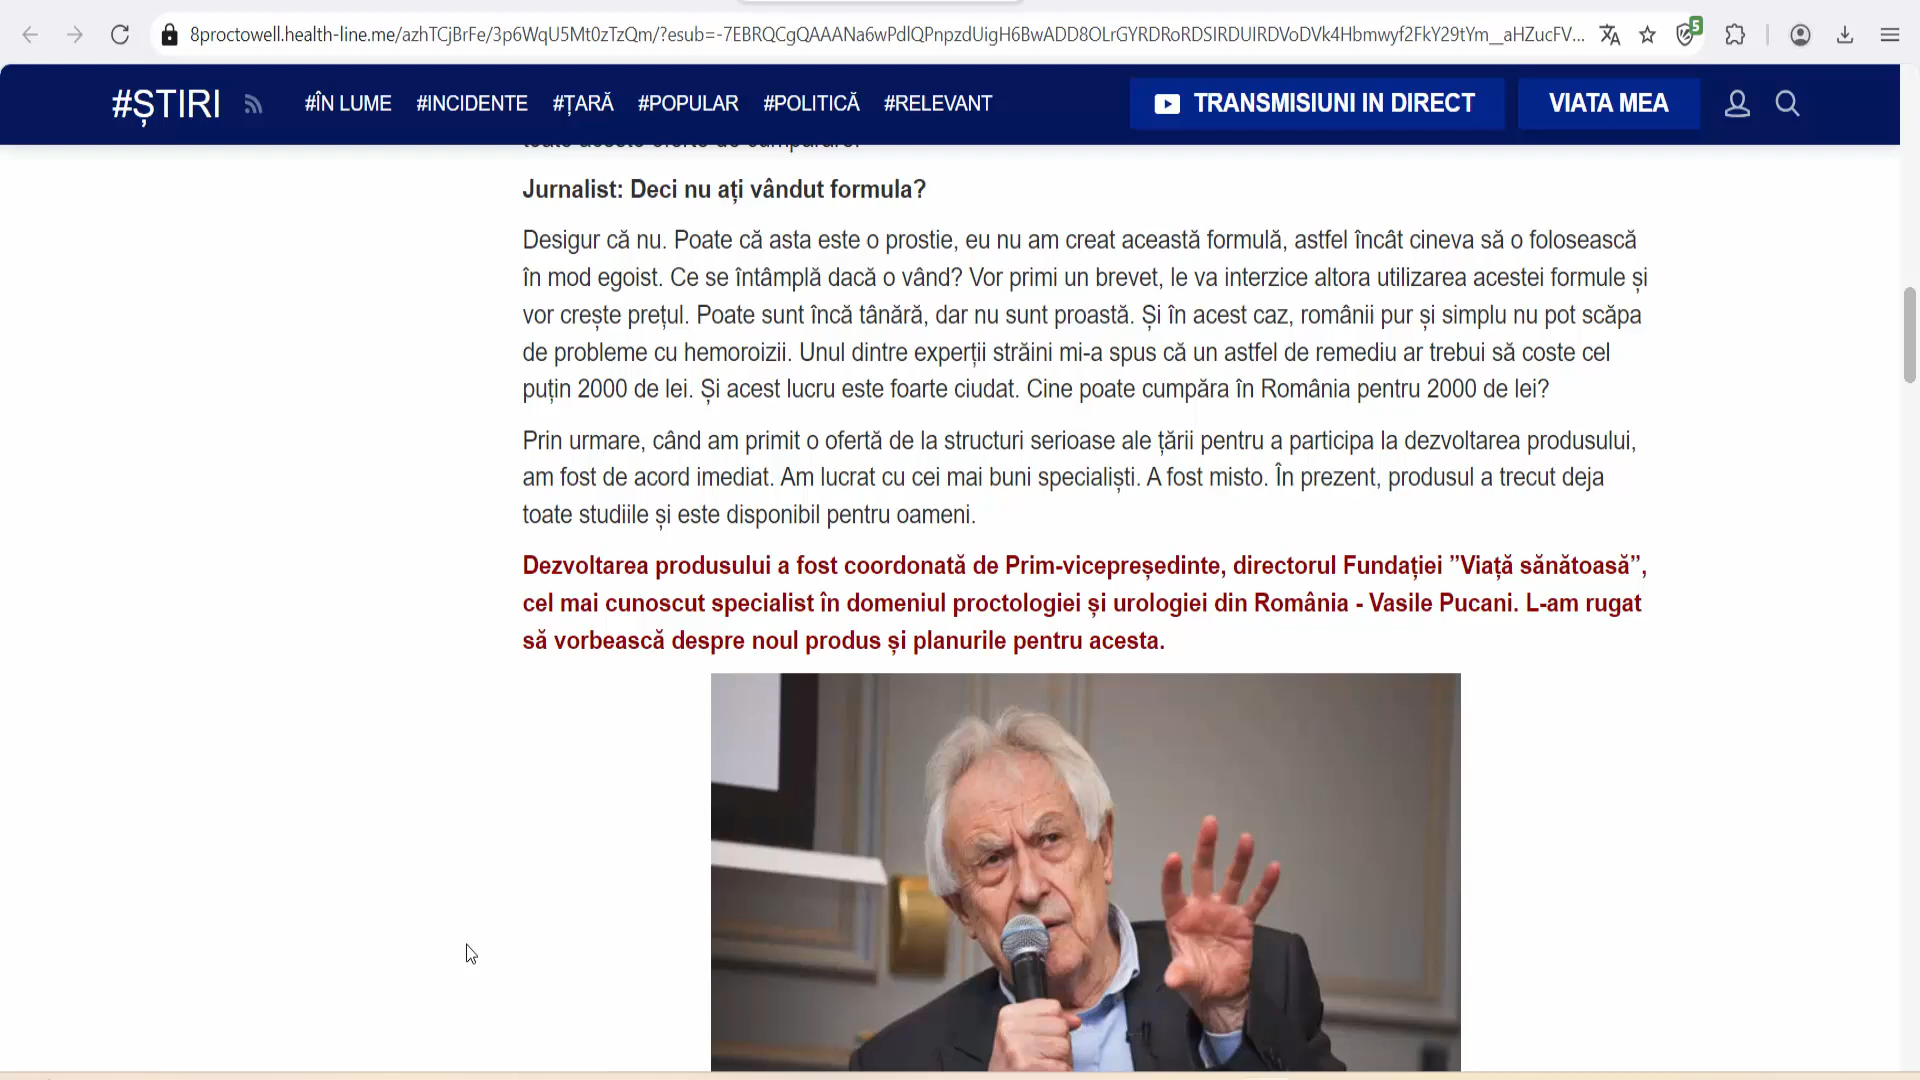 8proctowell.health-line.me/azhTCjBrFe/3p6WqU5Mt0zTzQm/?esub=-7EBRQCgQAAANa6wPdlQPnpzdUigH6BwADD8OLrGYRDRoRDSIRDUIRDVoDVk4Hbmwyf2FkY29tYm__aHZucFV...
5
#ȘTIRI #ÎN LUME #INCIDENTE #ȚARĂ #POPULAR #POLITICĂ #RELEVANT TRANSMISIUNI IN DIRECT VIATA MEA
toate aceste oferte de cumpărare.
Jurnalist: Deci nu ați vândut formula?
Desigur că nu. Poate că asta este o prostie, eu nu am creat această formulă, astfel încât cineva să o folosească
în mod egoist. Ce se întâmplă dacă o vând? Vor primi un brevet, le va interzice altora utilizarea acestei formule și
vor crește prețul. Poate sunt încă tânără, dar nu sunt proastă. Și în acest caz, românii pur și simplu nu pot scăpa
de probleme cu hemoroizii. Unul dintre experții străini mi-a spus că un astfel de remediu ar trebui să coste cel
puțin 2000 de lei. Și acest lucru este foarte ciudat. Cine poate cumpăra în România pentru 2000 de lei?
Prin urmare, când am primit o ofertă de la structuri serioase ale țării pentru a participa la dezvoltarea produsului,
am fost de acord imediat. Am lucrat cu cei mai buni specialiști. A fost misto. În prezent, produsul a trecut deja
toate studiile și este disponibil pentru oameni.
Dezvoltarea produsului a fost coordonată de Prim-vicepreședinte, directorul Fundației ”Viață sănătoasă”,
cel mai cunoscut specialist în domeniul proctologiei și urologiei din România - Vasile Pucani. L-am rugat
să vorbească despre noul produs și planurile pentru acesta.